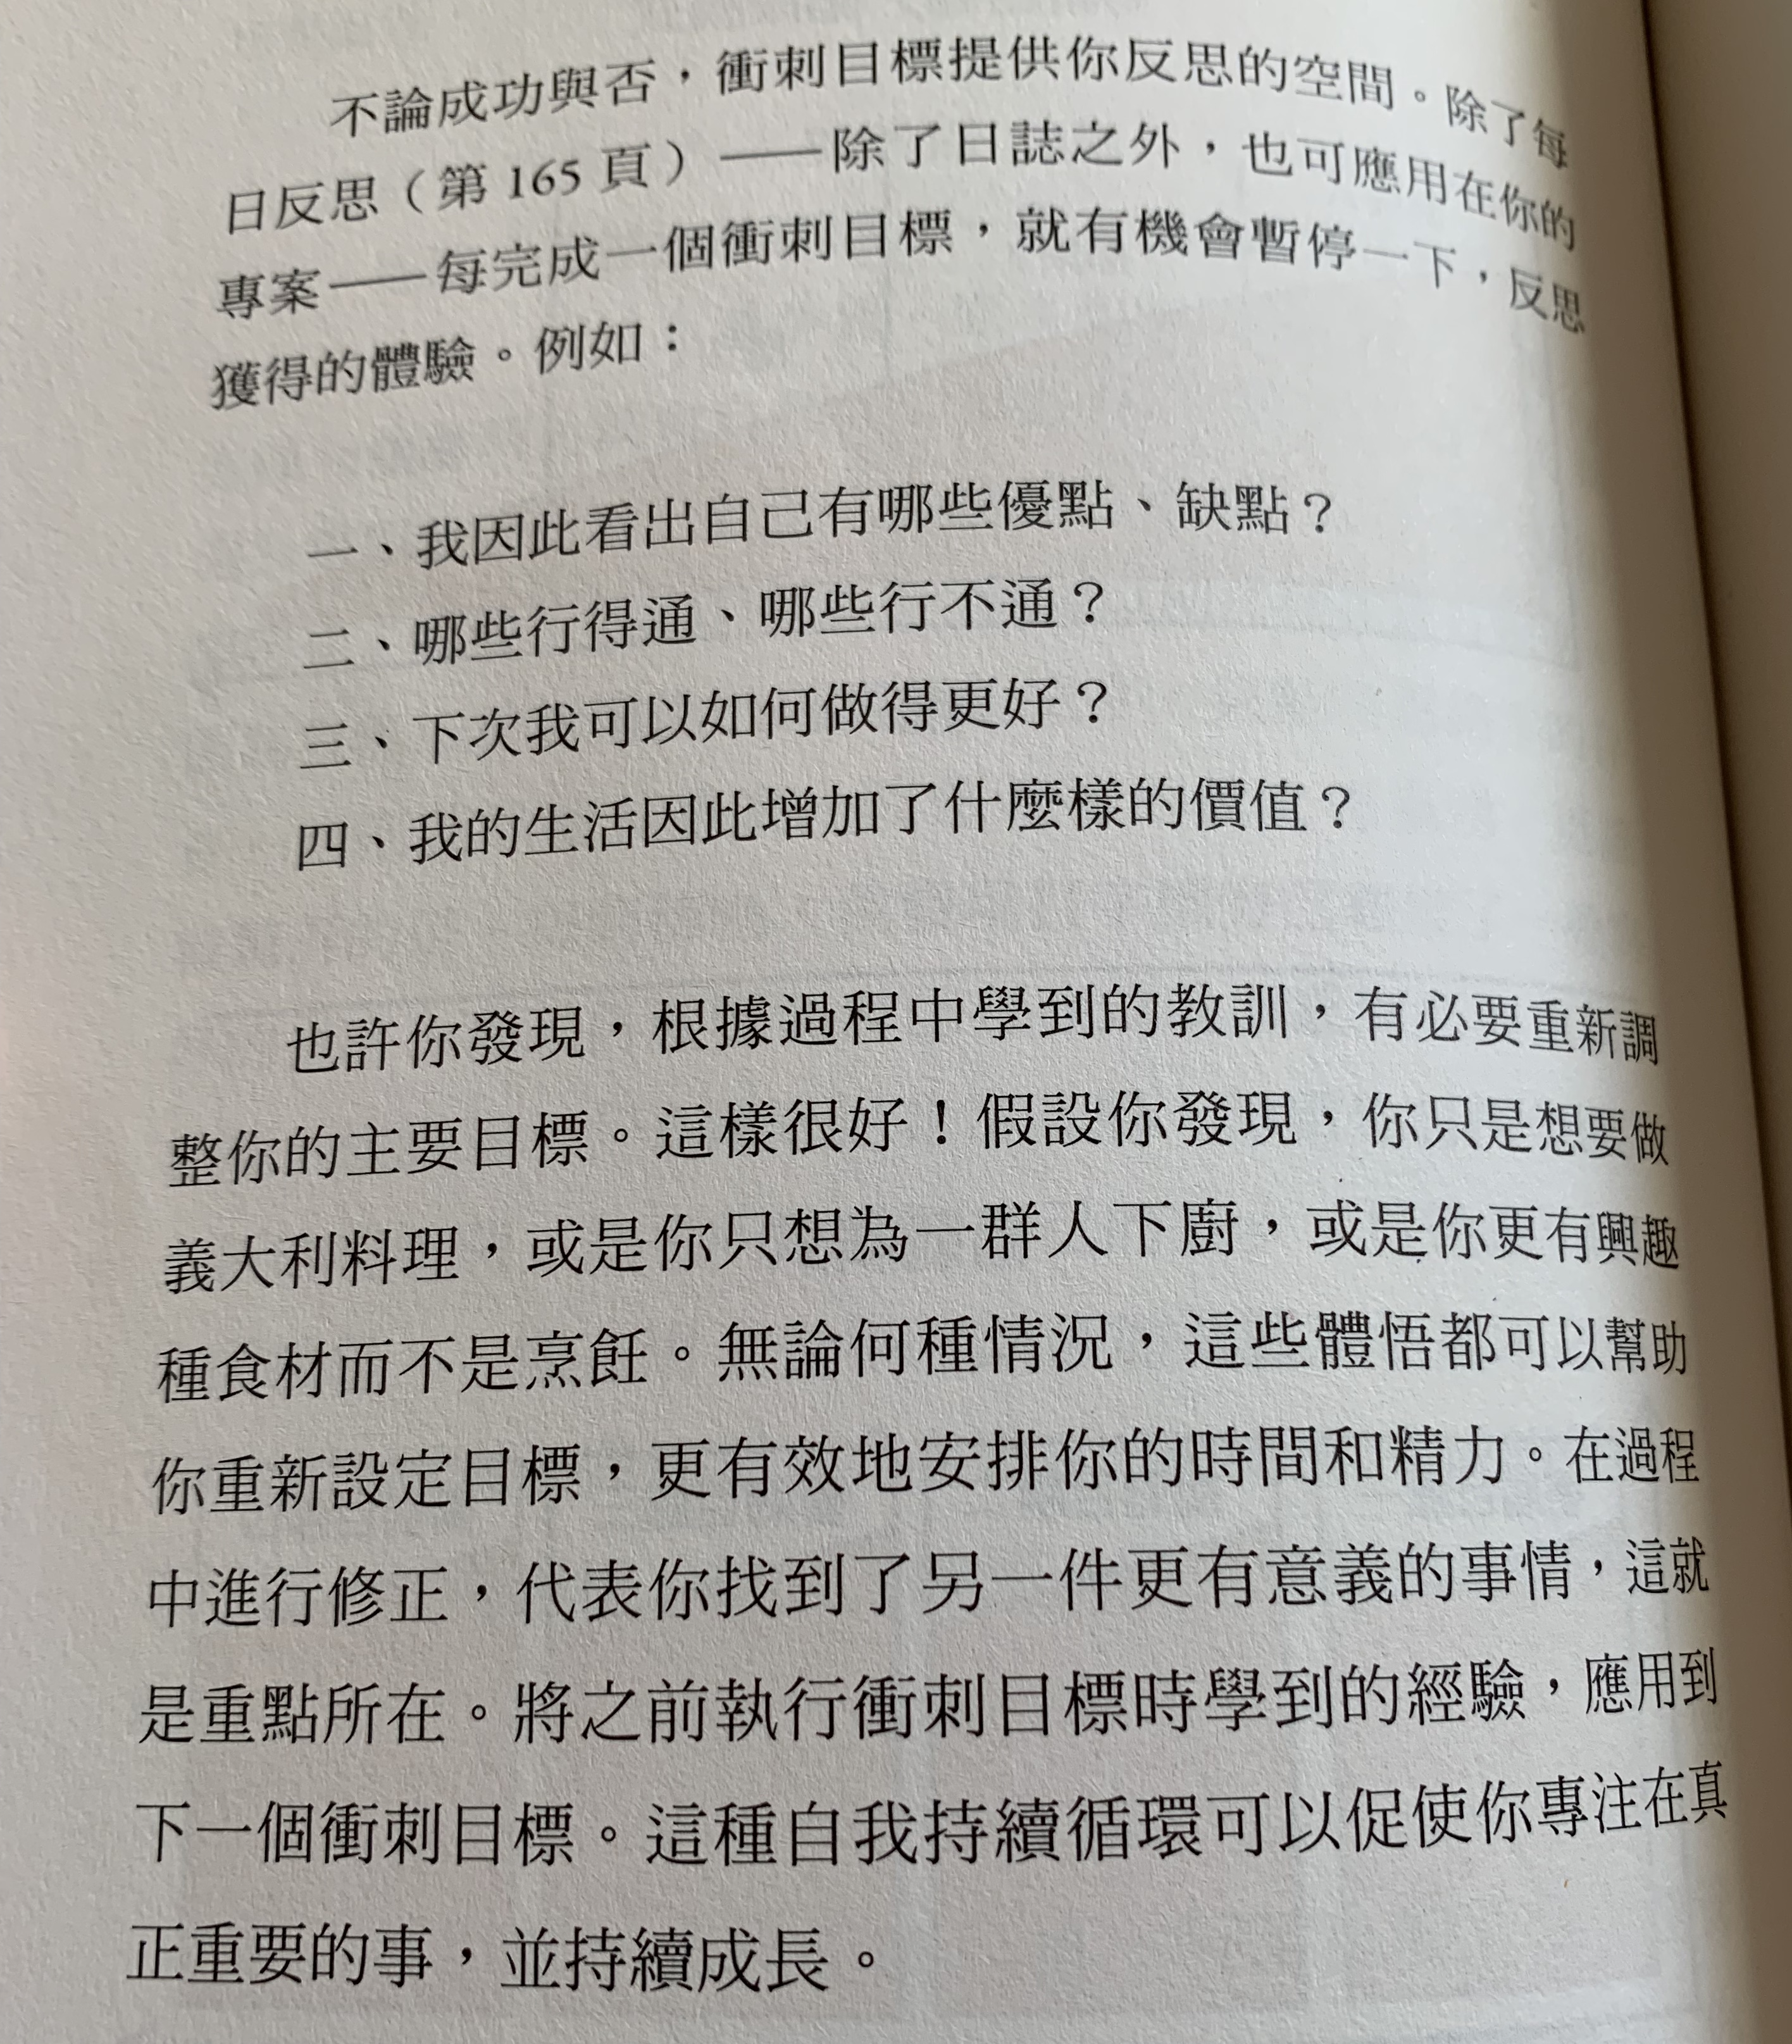 不論成功與否，衝刺目標提供你反思的空間。除了每
日反思（第165頁）——除了日誌之外，也可應用在你的
專案——每完成一個衝刺目標，就有機會暫停一下，反思
獲得的體驗。例如：
一、我因此看出自己有哪些優點、缺點？
二、哪些行得通、哪些行不通？
三、下次我可以如何做得更好？
四、我的生活因此增加了什麼樣的價值？
也許你發現，根據過程中學到的教訓，有必要重新調
整你的主要目標。這樣很好！假設你發現，你只是想要做
義大利料理，或是你只想為一群人下廚，或是你更有興趣
種食材而不是烹飪。無論何種情況，這些體悟都可以幫助
你重新設定目標，更有效地安排你的時間和精力。在過程
中進行修正，代表你找到了另一件更有意義的事情，這就
是重點所在。將之前執行衝刺目標時學到的經驗，應用到
下一個衝刺目標。這種自我持續循環可以促使你專注在真
正重要的事，並持續成長。